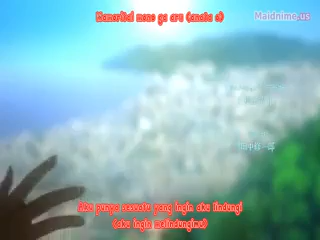 Mamoritai mono ga aru (anata o)
Maidnime.us
Aku punya sesuatu yang ingin aku lindungi
(aku ingin melindungimu)